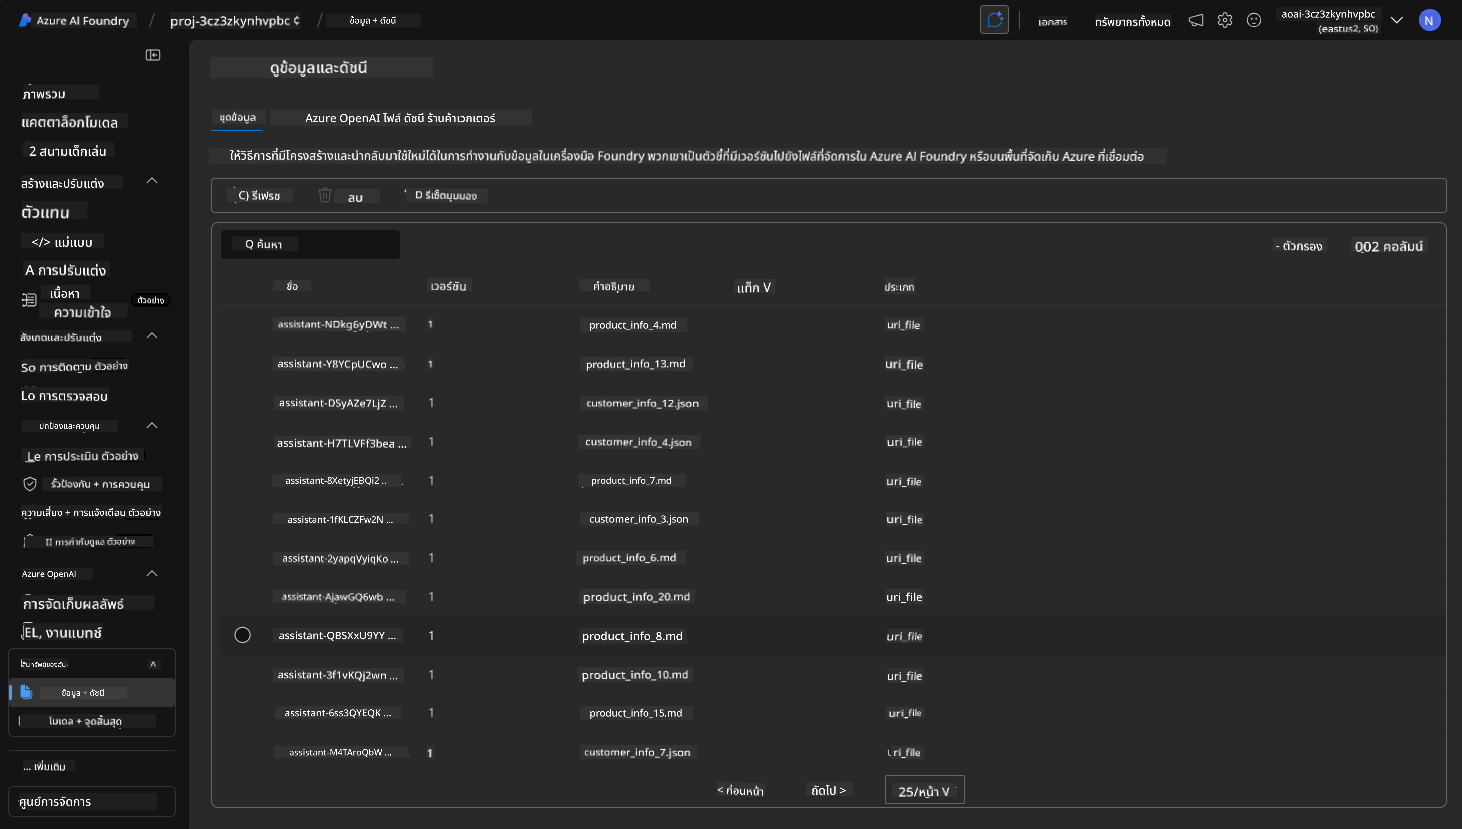 Azure AI Foundry / proj-3cz3zkynhvpbc ¢ / ข้อมูล + ดัชนี
เอกสาร
ทรัพยากรทั้งหมด
aoai-3cz3zkynhvpbc
(eastus2, SO)
N
ภาพรวม
แคตตาล็อกโมเดล
2 สนามเด็กเล่น
สร้างและปรับแต่ง
ตัวแทน
</> แม่แบบ
A การปรับแต่ง
เนื้อหา
ความเข้าใจ
ตัวอย่าง
สังเกตและปรับแต่ง
So การติดตาม ตัวอย่าง
Lo การตรวจสอบ
ปกป้องและควบคุม
Le การประเมิน ตัวอย่าง
รั้วป้องกัน + การควบคุม
ความเสี่ยง + การแจ้งเตือน ตัวอย่าง
II การกำกับดูแล ตัวอย่าง
Azure OpenAI
การจัดเก็บผลลัพธ์
EL, งานแบทช์
ข้อมูล + ดัชนี
โมเดล + จุดสิ้นสุด
... เพิ่มเติม
ศูนย์การจัดการ
ดูข้อมูลและดัชนี
ชุดข้อมูล
Azure OpenAI ไฟล์ ดัชนี ร้านค้าเวกเตอร์
ให้วิธีการที่มีโครงสร้างและนำกลับมาใช้ใหม่ได้ในการทำงานกับข้อมูลในเครื่องมือ Foundry พวกเขาเป็นตัวชี้ที่มีเวอร์ชันไปยังไฟล์ที่จัดการใน Azure AI Foundry หรือบนพื้นที่จัดเก็บ Azure ที่เชื่อมต่อ
C) รีเฟรช
ลบ
D รีเซ็ตมุมมอง
Q ค้นหา
- ตัวกรอง
002 คอลัมน์
ชื่อ เวอร์ชัน คำอธิบาย แท็ก V ประเภท
assistant-NDkg6yDWt ... 1 product_info_4.md uri_file
assistant-Y8YCpUCwo ... 1 product_info_13.md uri_file
assistant-DSyAZe7LjZ ... 1 customer_info_12.json uri_file
assistant-H7TLVFf3bea ... 1 customer_info_4.json uri_file
assistant-8XetyjEBQi2 .. 1 product_info_7.md uri_file
assistant-1fKLCZFw2N ... 1 customer_info_3.json uri_file
assistant-2yapqVyiqKo ... 1 product_info_6.md uri_file
assistant-AjawGQ6wb ... 1 product_info_20.md uri_file
assistant-QBSXxU9YY ... 1 product_info_8.md uri_file
assistant-3f1vKQj2wn ... 1 product_info_10.md uri_file
assistant-6ss3QYEQK ... 1 product_info_15.md uri_file
assistant-M4TAroQbW ... 1 customer_info_7.json uri_file
< ก่อนหน้า
ถัดไป >
25/หน้า V